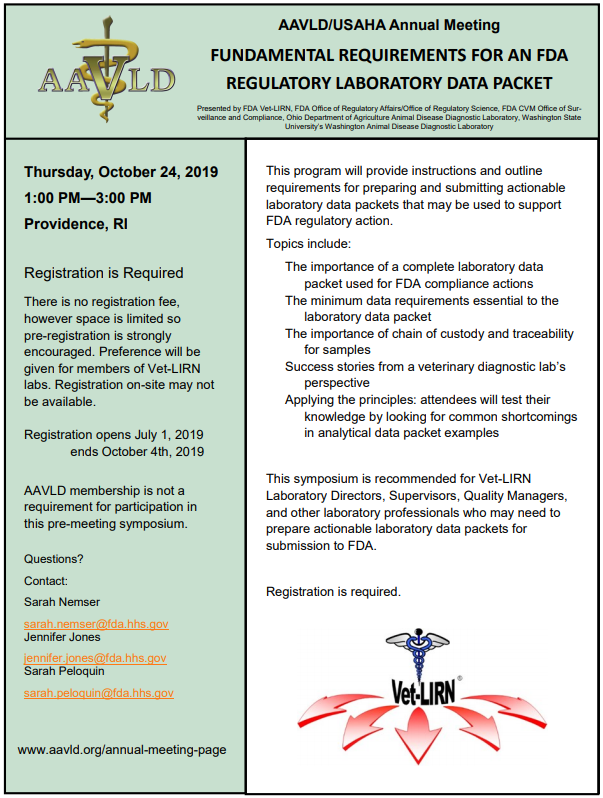 AAVLD
AAVLD/USAHA Annual Meeting
FUNDAMENTAL REQUIREMENTS FOR AN FDA
REGULATORY LABORATORY DATA PACKET
Presented by FDA Vet-LIRN, FDA Office of Regulatory Affairs/Office of Regulatory Science, FDA CVM Office of Sur-
veillance and Compliance, Ohio Department of Agriculture Animal Disease Diagnostic Laboratory, Washington State
University's Washington Animal Disease Diagnostic Laboratory
Thursday, October 24, 2019
1:00 PM—3:00 PM
Providence, RI
Registration is Required
There is no registration fee,
however space is limited so
pre-registration is strongly
encouraged. Preference will be
given for members of Vet-LIRN
labs. Registration on-site may not
be available.
Registration opens July 1, 2019
ends October 4th, 2019
AAVLD membership is not a
requirement for participation in
this pre-meeting symposium.
Questions?
Contact:
Sarah Nemser
sarah.nemser@fda.hhs.gov
Jennifer Jones
jennifer.jones@fda.hhs.gov
Sarah Peloquin
sarah.peloquin@fda.hhs.gov
www.aavld.org/annual-meeting-page
This program will provide instructions and outline
requirements for preparing and submitting actionable
laboratory data packets that may be used to support
FDA regulatory action.
Topics include:
The importance of a complete laboratory data
packet used for FDA compliance actions
The minimum data requirements essential to the
laboratory data packet
The importance of chain of custody and traceability
for samples
Success stories from a veterinary diagnostic lab's
perspective
Applying the principles: attendees will test their
knowledge by looking for common shortcomings
in analytical data packet examples
This symposium is recommended for Vet-LIRN
Laboratory Directors, Supervisors, Quality Managers,
and other laboratory professionals who may need to
prepare actionable laboratory data packets for
submission to FDA.
Registration is required.
Vet-LIRN®